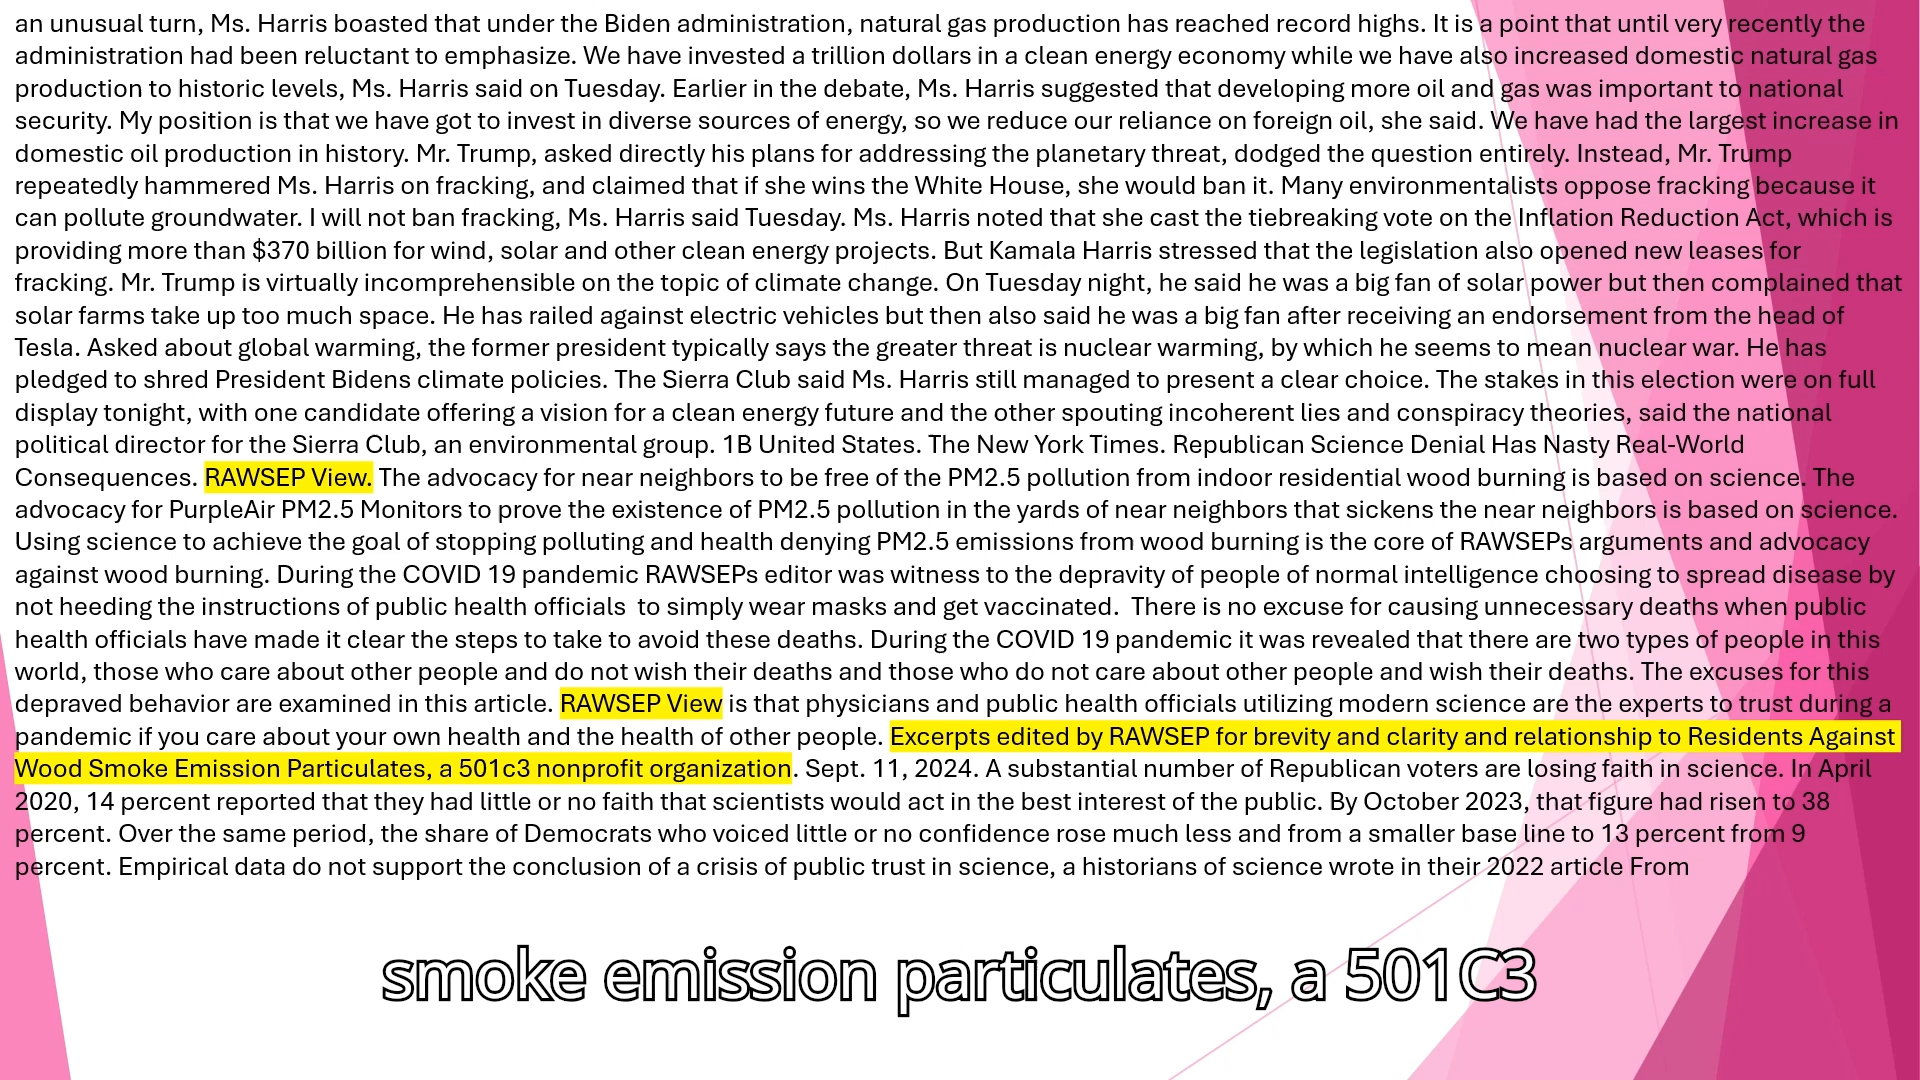 an unusual turn, Ms. Harris boasted that under the Biden administration, natural gas production has reached record highs. It is a point that until very recently the
administration had been reluctant to emphasize. We have invested a trillion dollars in a clean energy economy while we have also increased domestic natural gas
production to historic levels, Ms. Harris said on Tuesday. Earlier in the debate, Ms. Harris suggested that developing more oil and gas was important to national
security. My position is that we have got to invest in diverse sources of energy, so we reduce our reliance on foreign oil, she said. We have had the largest increase in
domestic oil production in history. Mr. Trump, asked directly his plans for addressing the planetary threat, dodged the question entirely. Instead, Mr. Trump
repeatedly hammered Ms. Harris on fracking, and claimed that if she wins the White House, she would ban it. Many environmentalists oppose fracking because it
can pollute groundwater. I will not ban fracking, Ms. Harris said Tuesday. Ms. Harris noted that she cast the tiebreaking vote on the Inflation Reduction Act, which is
providing more than $370 billion for wind, solar and other clean energy projects. But Kamala Harris stressed that the legislation also opened new leases for
fracking. Mr. Trump is virtually incomprehensible on the topic of climate change. On Tuesday night, he said he was a big fan of solar power but then complained that
solar farms take up too much space. He has railed against electric vehicles but then also said he was a big fan after receiving an endorsement from the head of
Tesla. Asked about global warming, the former president typically says the greater threat is nuclear warming, by which he seems to mean nuclear war. He has
pledged to shred President Bidens climate policies. The Sierra Club said Ms. Harris still managed to present a clear choice. The stakes in this election were on full
display tonight, with one candidate offering a vision for a clean energy future and the other spouting incoherent lies and conspiracy theories, said the national
political director for the Sierra Club, an environmental group. 1B United States. The New York Times. Republican Science Denial Has Nasty Real-World
Consequences. RAWSEP View. The advocacy for near neighbors to be free of the PM2.5 pollution from indoor residential wood burning is based on science. The
advocacy for PurpleAir PM2.5 Monitors to prove the existence of PM2.5 pollution in the yards of near neighbors that sickens the near neighbors is based on science.
Using science to achieve the goal of stopping polluting and health denying PM2.5 emissions from wood burning is the core of RAWSEPs arguments and advocacy
against wood burning. During the COVID 19 pandemic RAWSEPs editor was witness to the depravity of people of normal intelligence choosing to spread disease by
not heeding the instructions of public health officials  to simply wear masks and get vaccinated.  There is no excuse for causing unnecessary deaths when public
health officials have made it clear the steps to take to avoid these deaths. During the COVID 19 pandemic it was revealed that there are two types of people in this
world, those who care about other people and do not wish their deaths and those who do not care about other people and wish their deaths. The excuses for this
depraved behavior are examined in this article. RAWSEP View is that physicians and public health officials utilizing modern science are the experts to trust during a
pandemic if you care about your own health and the health of other people. Excerpts edited by RAWSEP for brevity and clarity and relationship to Residents Against
Wood Smoke Emission Particulates, a 501c3 nonprofit organization. Sept. 11, 2024. A substantial number of Republican voters are losing faith in science. In April
2020, 14 percent reported that they had little or no faith that scientists would act in the best interest of the public. By October 2023, that figure had risen to 38
percent. Over the same period, the share of Democrats who voiced little or no confidence rose much less and from a smaller base line to 13 percent from 9
percent. Empirical data do not support the conclusion of a crisis of public trust in science, a historians of science wrote in their 2022 article From
smoke emission particulates, a 501C3